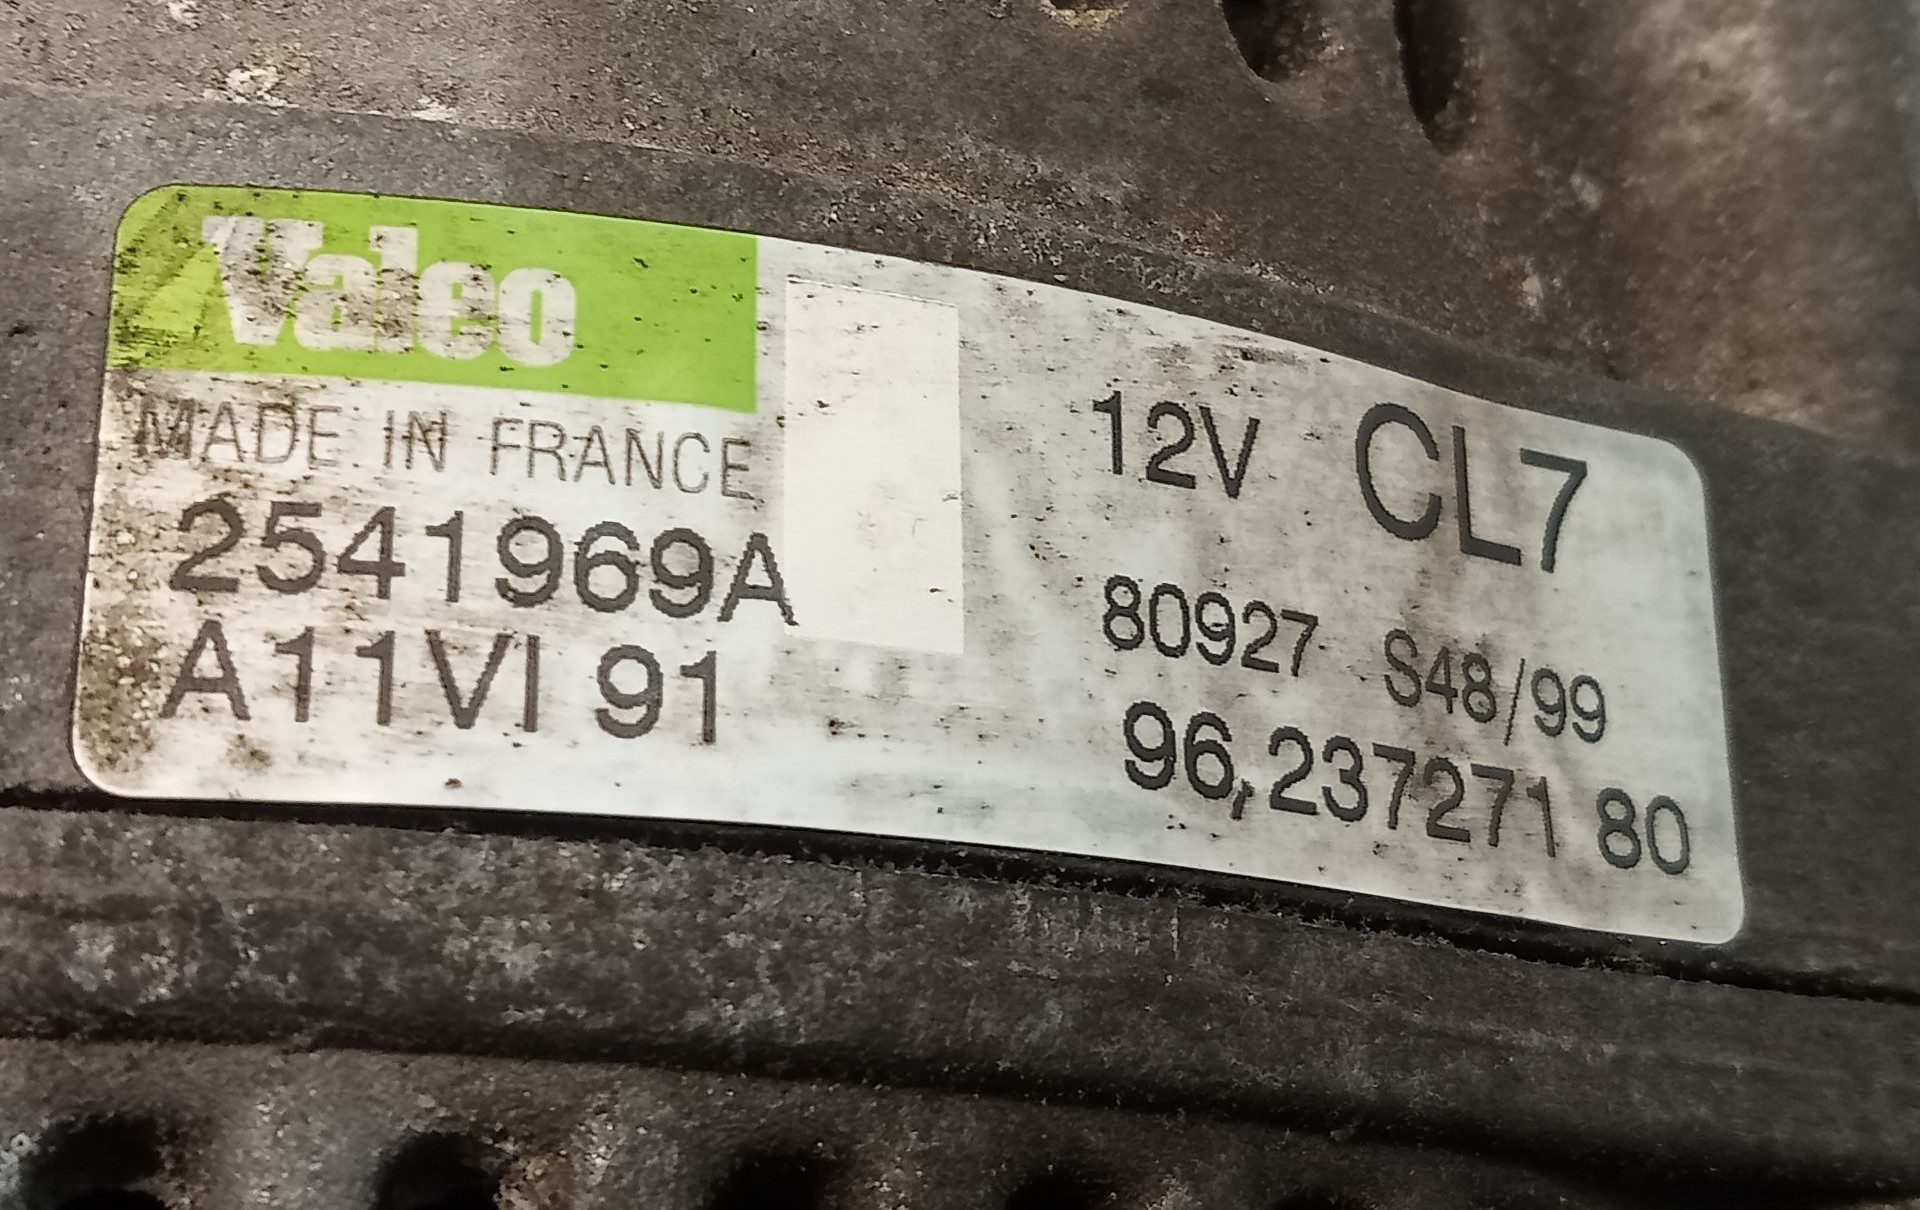 Valeo
MADE IN FRANCE
2541969A
A11VI 91
12V CL7
80927 S48/99
96,237271 80